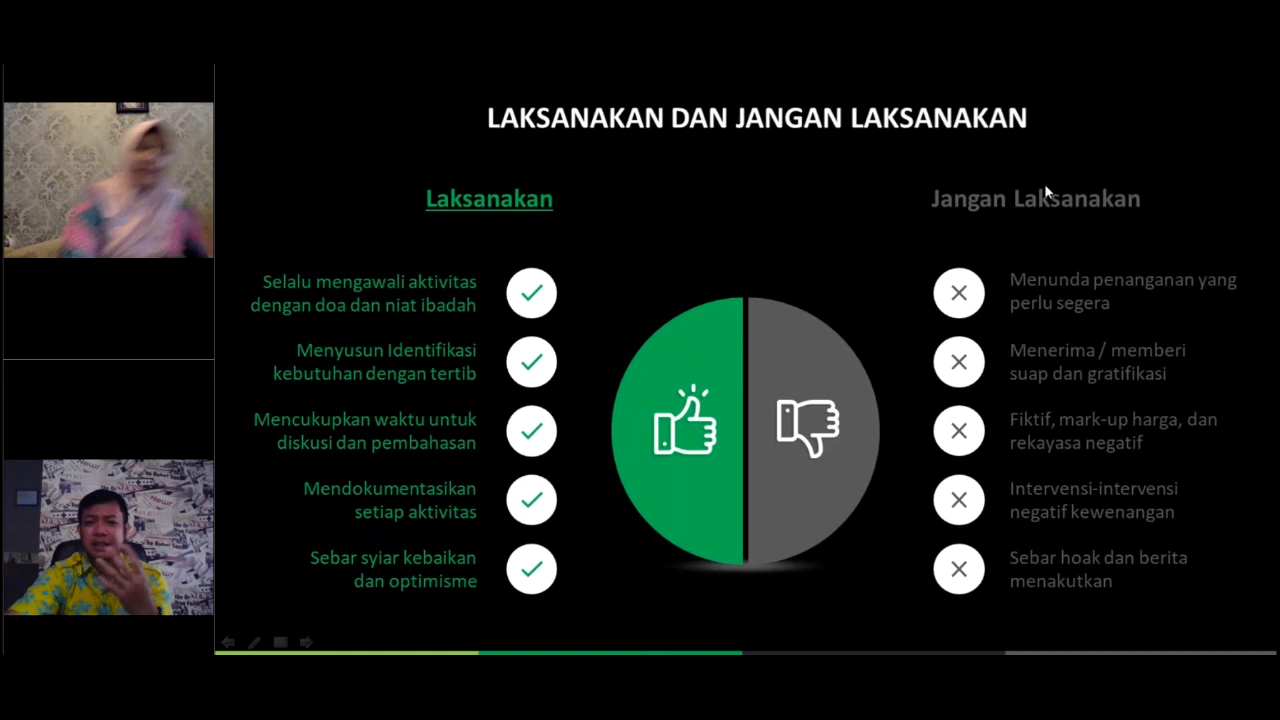 LAKSANAKAN DAN JANGAN LAKSANAKAN
Laksanakan
Selalu mengawali aktivitas
dengan doa dan niat ibadah
Menyusun Identifikasi
kebutuhan dengan tertib
Mencukupkan waktu untuk
diskusi dan pembahasan
Mendokumentasikan
setiap aktivitas
Sebar syiar kebaikan
dan optimisme
Jangan Laksanakan
Menunda penanganan yang
perlu segera
Menerima / memberi
suap dan gratifikasi
Fiktif, mark-up harga, dan
rekayasa negatif
Intervensi-intervensi
negatif kewenangan
Sebar hoak dan berita
menakutkan